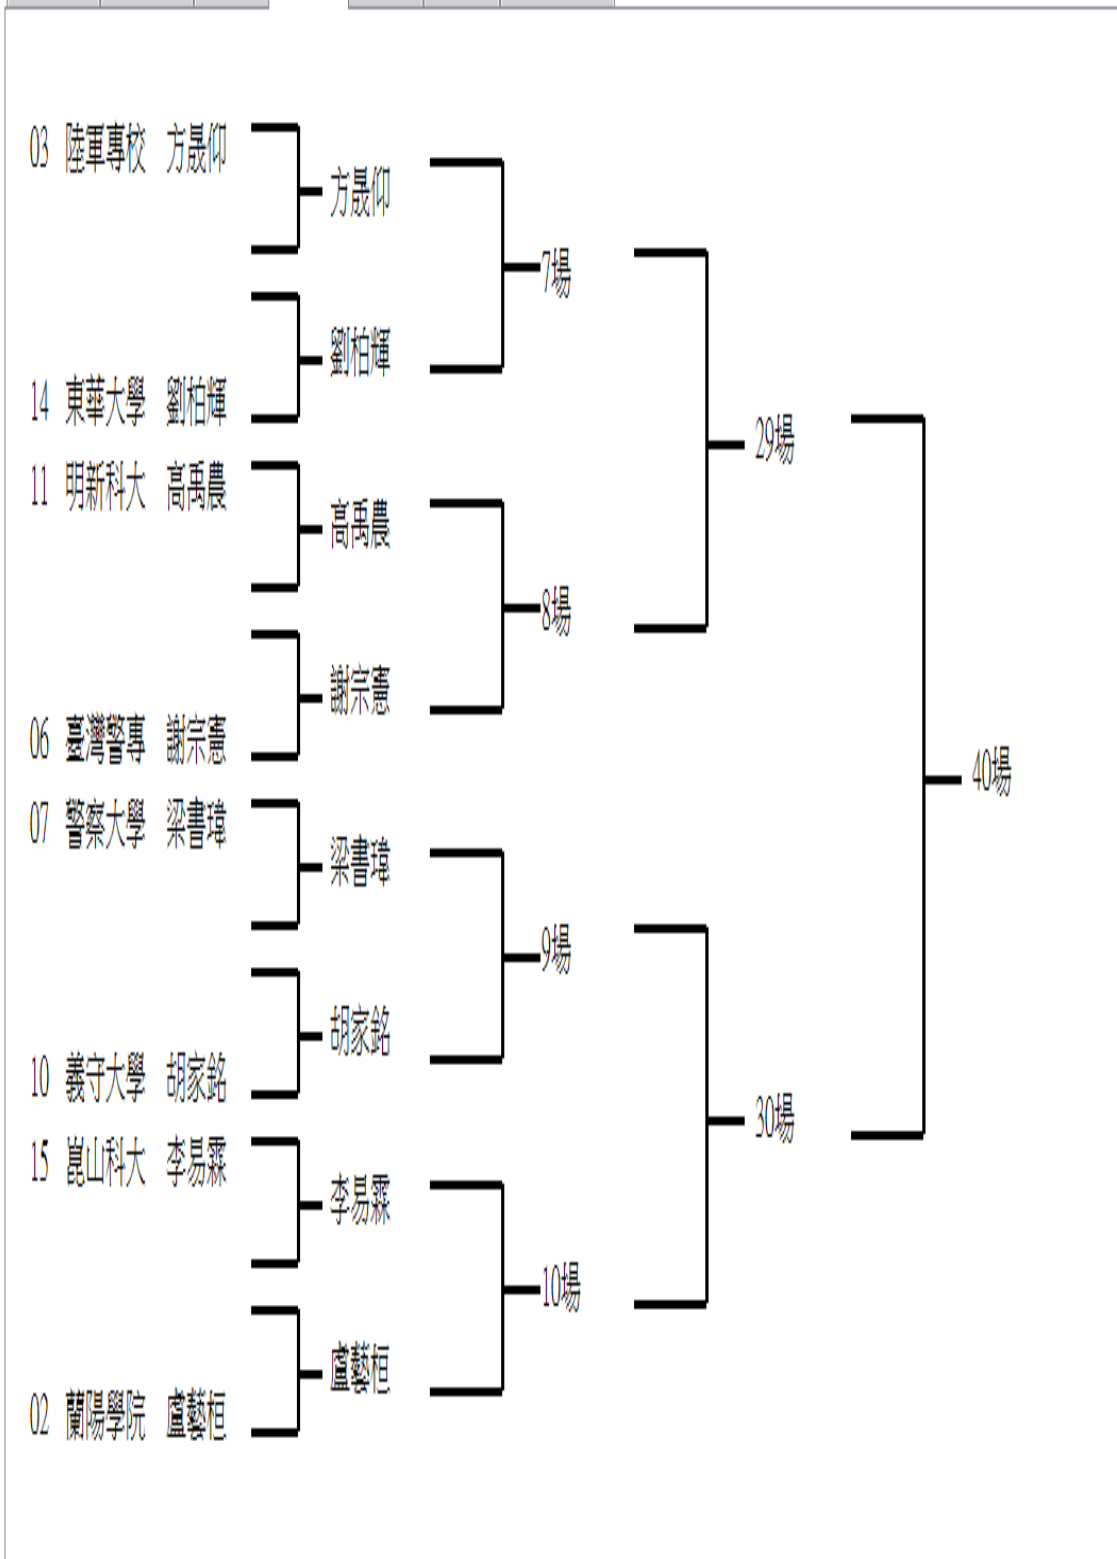 03 陸軍專校 方晟仰
方晟仰
7場
劉柏輝
14 東華大學 劉柏輝
29場
11 明新科大 高禹農
高禹農
8場
謝宗憲
06 臺灣警專 謝宗憲
40場
07 警察大學 梁書瑋
梁書瑋
9場
胡家銘
10 義守大學 胡家銘
30場
15 崑山科大 李易霖
李易霖
10場
盧藝桓
02 蘭陽學院 盧藝桓